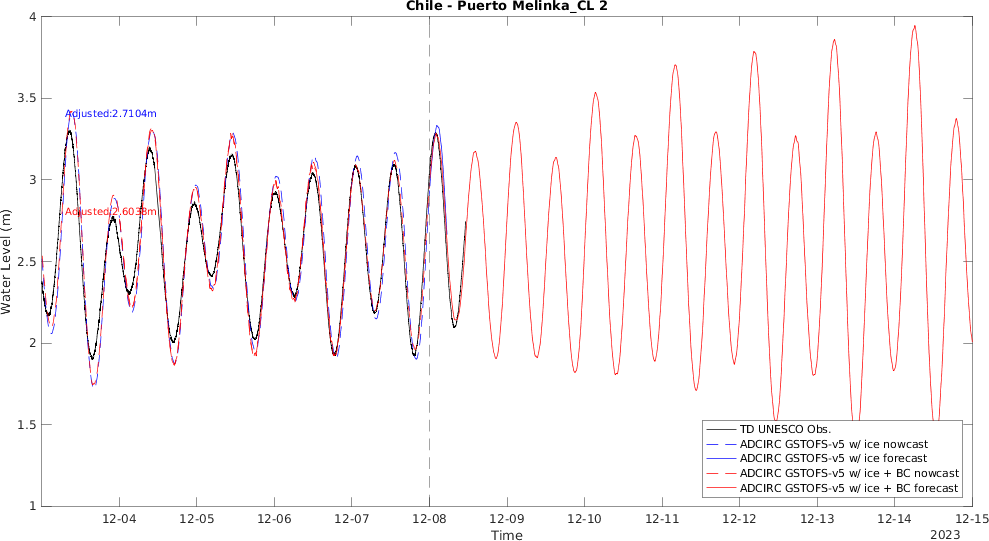 Chile - Puerto Melinka_CL 2
4
3.5
3
2.5
2
1.5
1
Water Level (m)
Adjusted:2.7104m
Adjusted:2.6038m
TD UNESCO Obs.
ADCIRC GSTOFS-v5 w/ ice nowcast
ADCIRC GSTOFS-v5 w/ ice forecast
ADCIRC GSTOFS-v5 w/ ice + BC nowcast
ADCIRC GSTOFS-v5 w/ ice + BC forecast
12-04 12-05 12-06 12-07 12-08 12-09 12-10 12-11 12-12 12-13 12-14 12-15
Time
2023